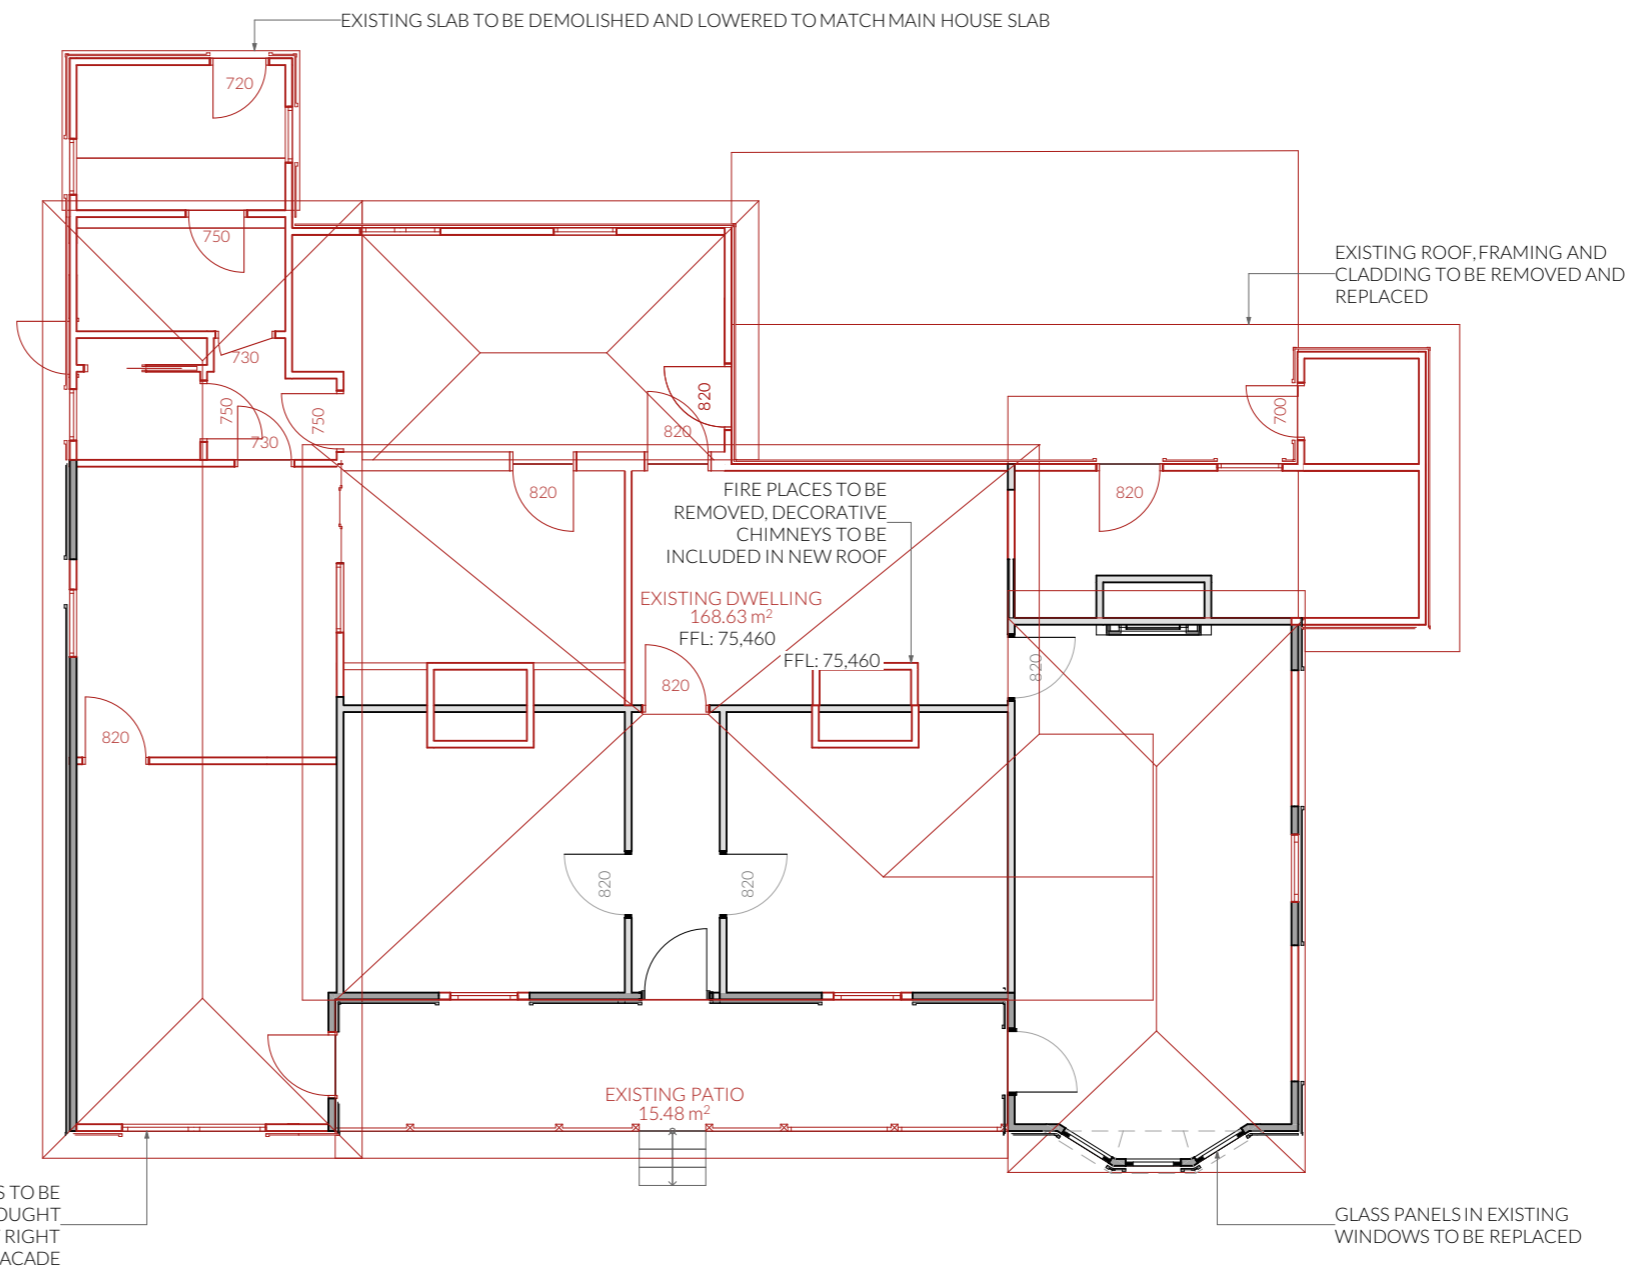 EXISTING SLAB TO BE DEMOLISHED AND LOWERED TO MATCH MAIN HOUSE SLAB
720
EXISTING ROOF, FRAMING AND
CLADDING TO BE REMOVED AND
REPLACED
750
730
750
730
750
820
820
700
820
820
FIRE PLACES TO BE
REMOVED, DECORATIVE
CHIMNEYS TO BE
INCLUDED IN NEW ROOF
EXISTING DWELLING
168.63 m²
FFL: 75,460
FFL: 75,460
820
820
820
820
820
EXISTING PATIO
15.48 m²
S TO BE
OUGHT
RIGHT
ACADE
GLASS PANELS IN EXISTING
WINDOWS TO BE REPLACED